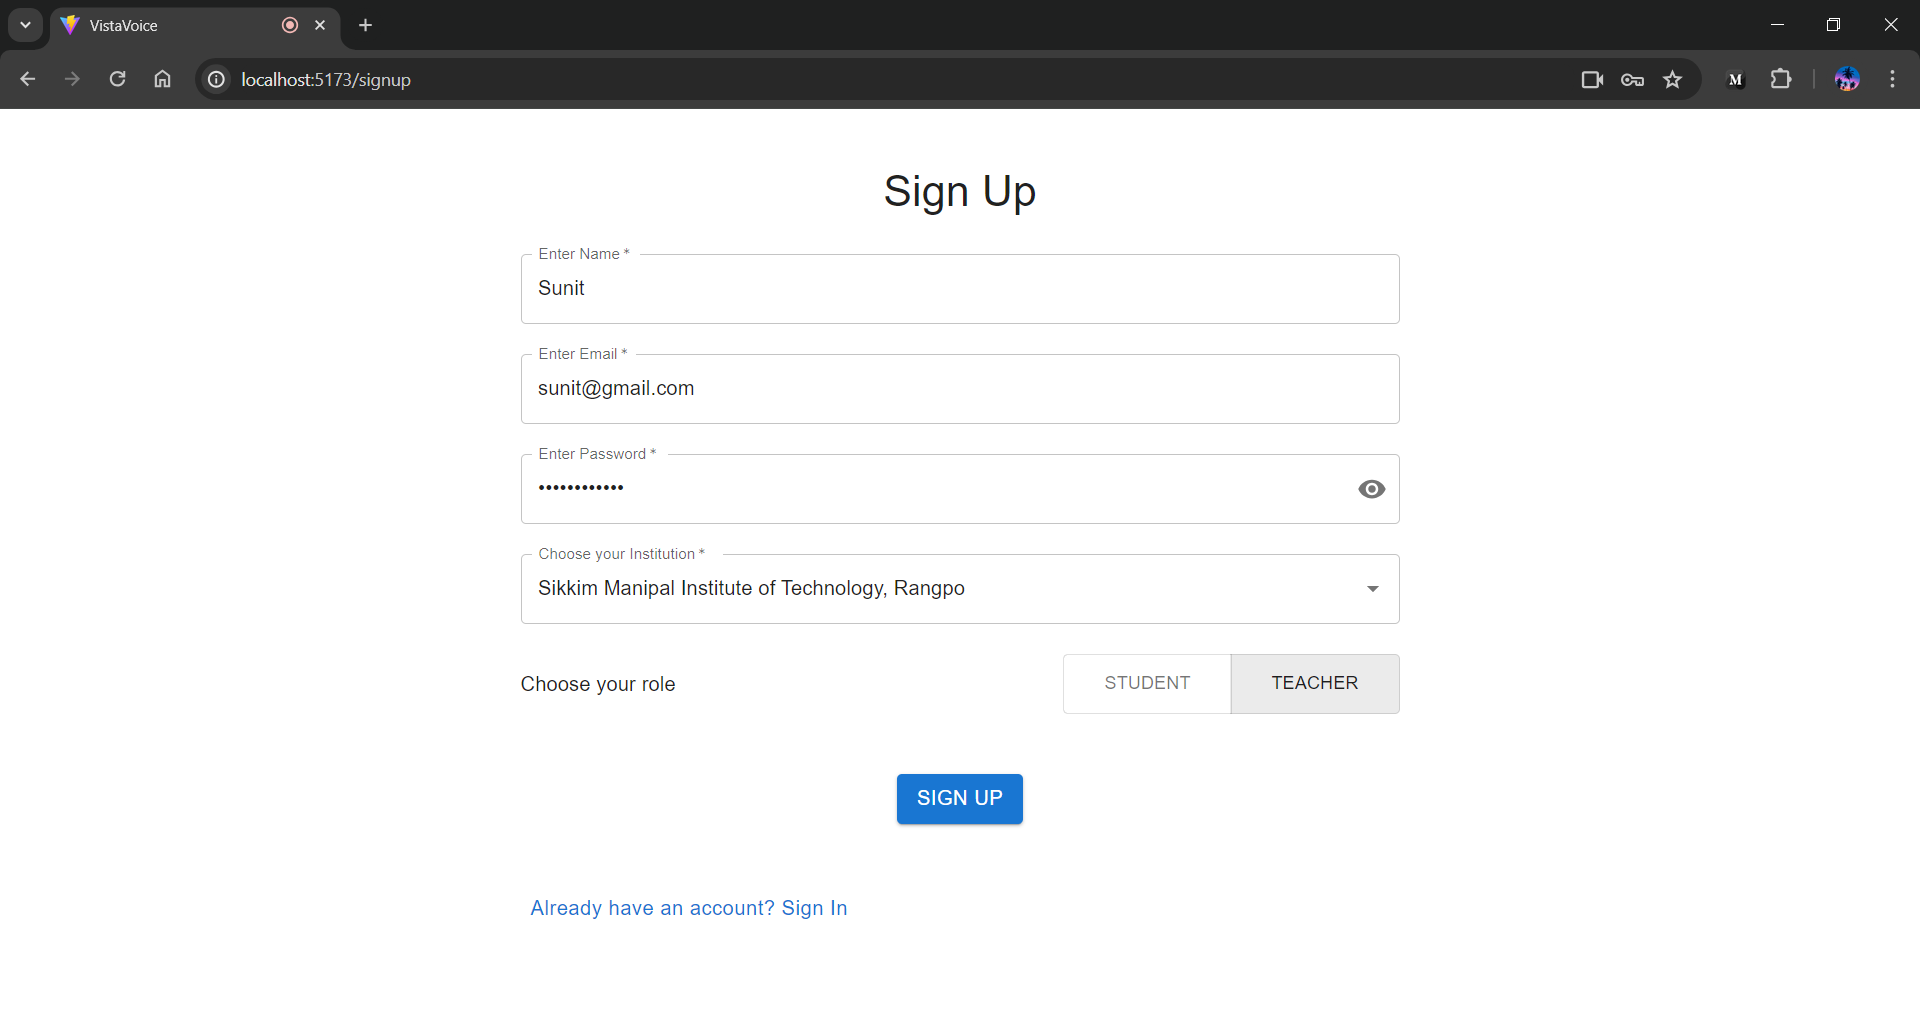 VistaVoice
localhost:5173/signup
M
Sign Up
Enter Name *
Sunit
Enter Email *
sunit@gmail.com
Enter Password *
••••••••••••
Choose your Institution *
Sikkim Manipal Institute of Technology, Rangpo
Choose your role
STUDENT TEACHER
SIGN UP
Already have an account? Sign In